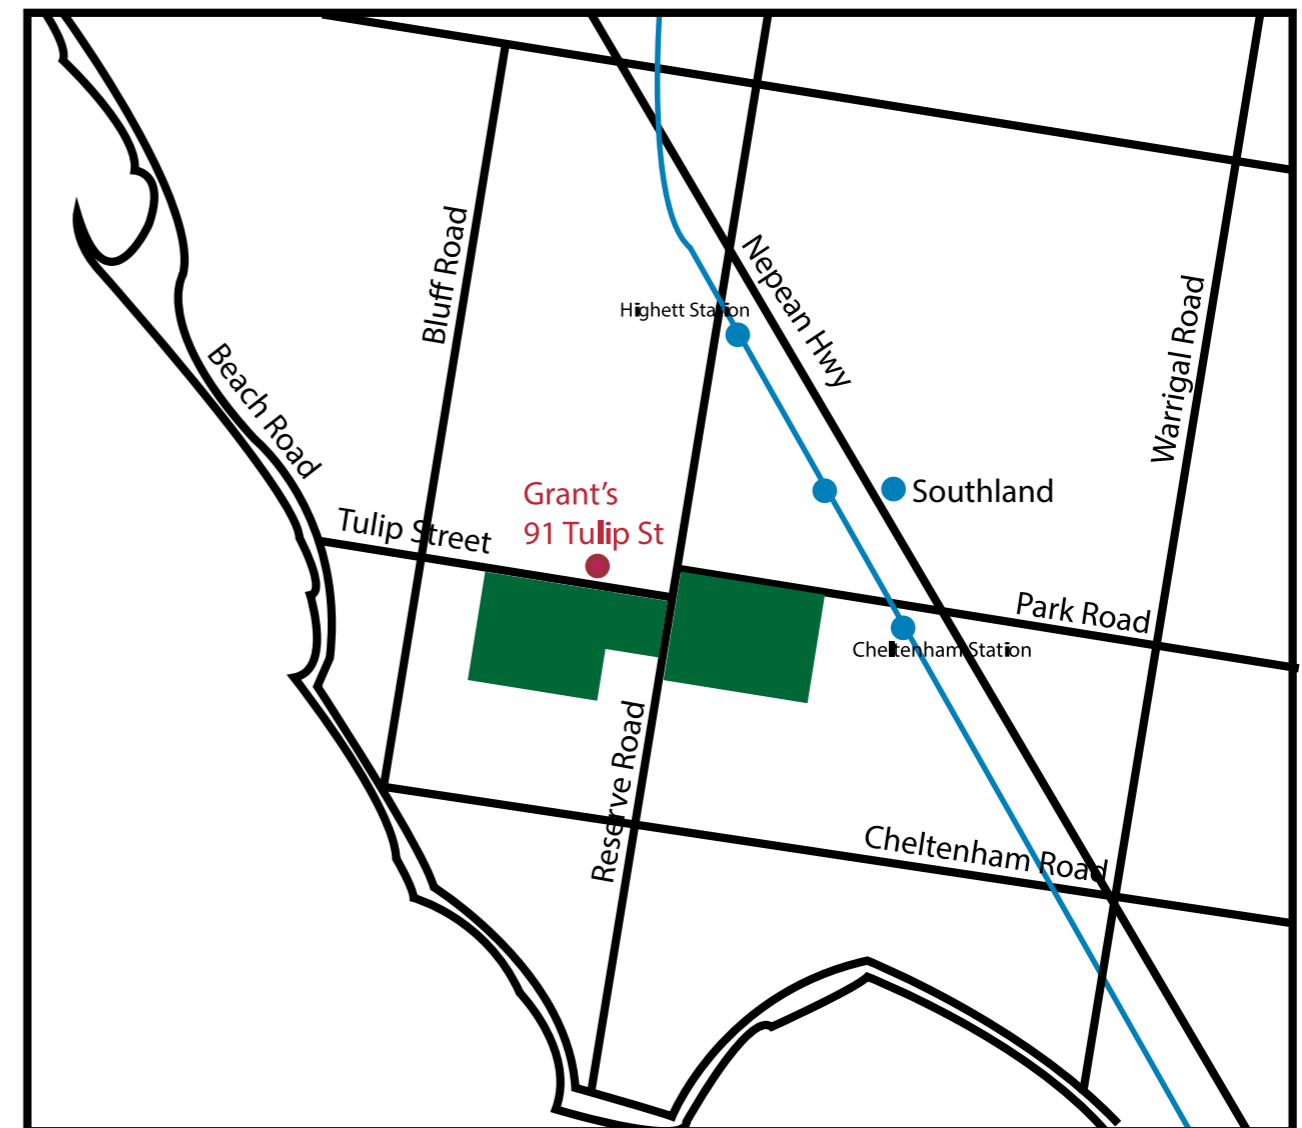 Bluff Road
Nepean Hwy
Highett Station
Warrigal Road
Beach Road
Grant’s
91 Tulip St
Southland
Tulip Street
Park Road
Cheltenham Station
Reserve Road
Cheltenham Road